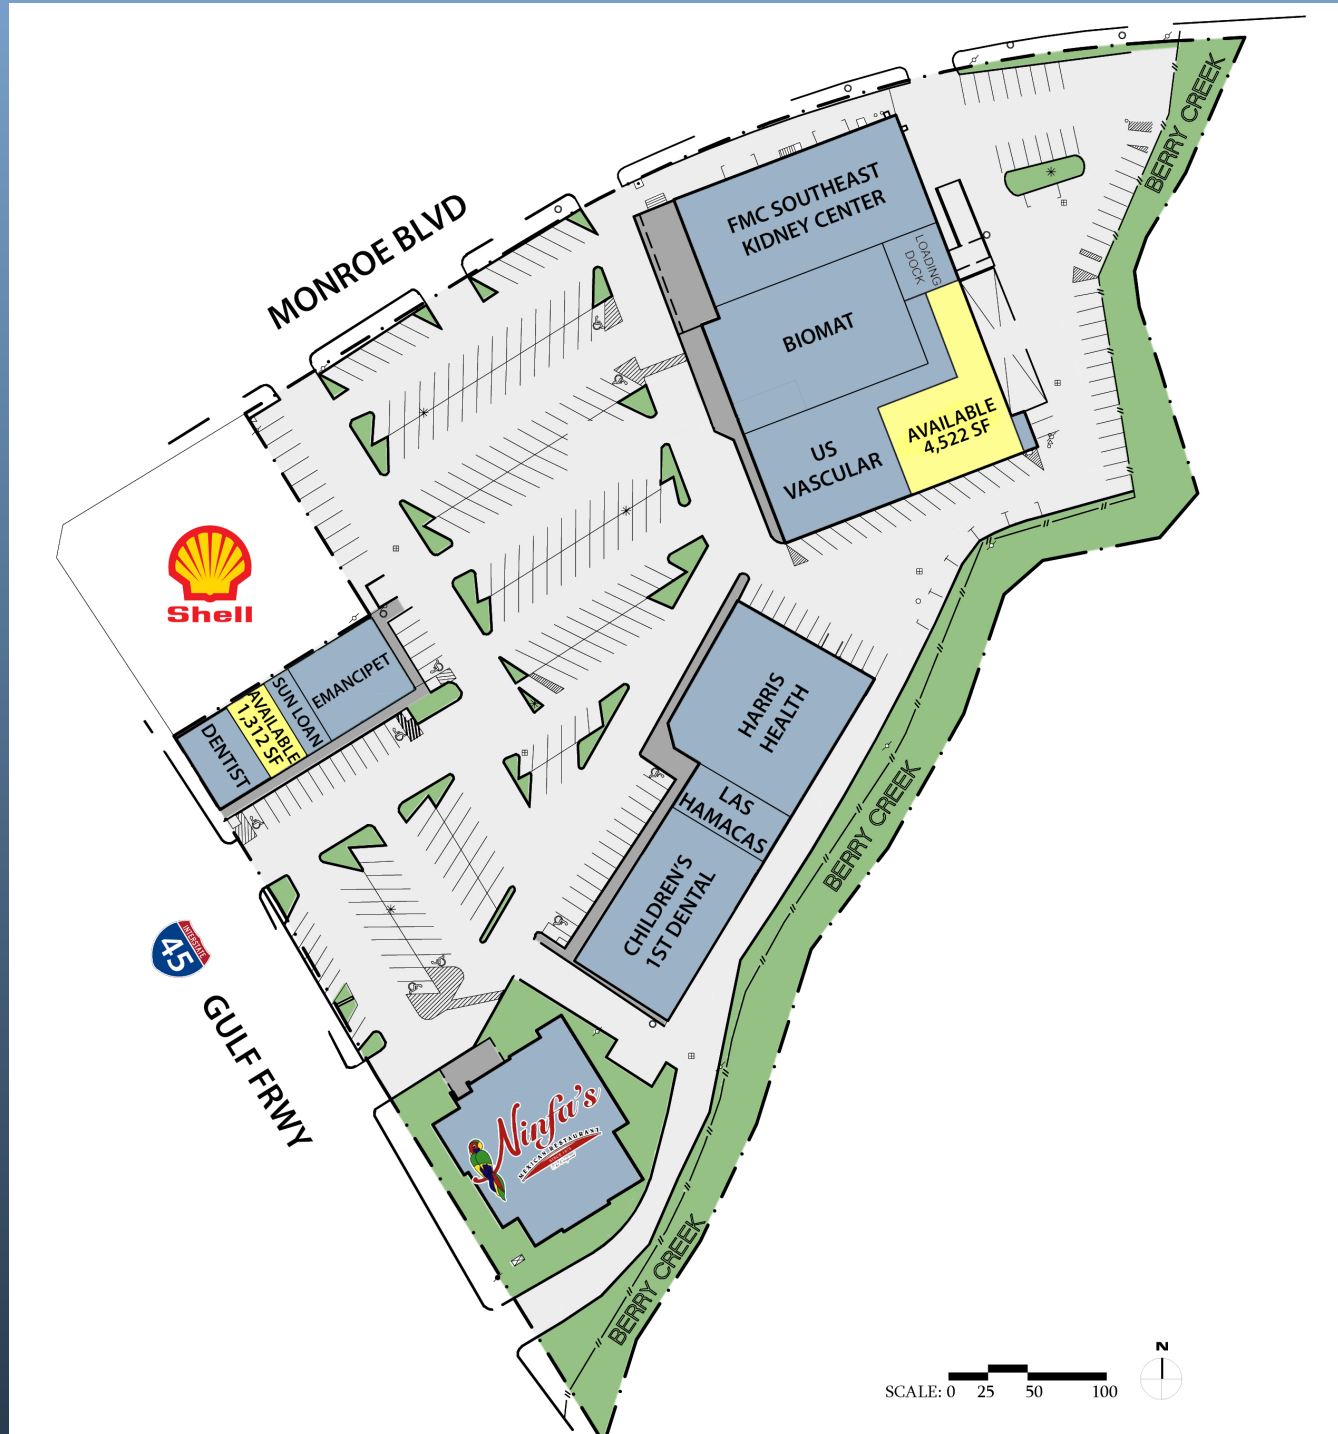 MONROE BLVD
BERRY CREEK
FMC SOUTHEAST
KIDNEY CENTER
LOADING
DOCK
BIOMAT
AVAILABLE
4,522 SF
US
VASCULAR
Shell
EMANCIPET
SUN LOAN
AVAILABLE
1,312 SF
DENTIST
HARRIS
HEALTH
LAS
HAMACAS
CHILDREN'S
1ST DENTAL
BERRY CREEK
INTERSTATE
45
GULF FRWY
Ninfa's
MEXICAN RESTAURANT
BERRY CREEK
N
SCALE: 0 25 50 100